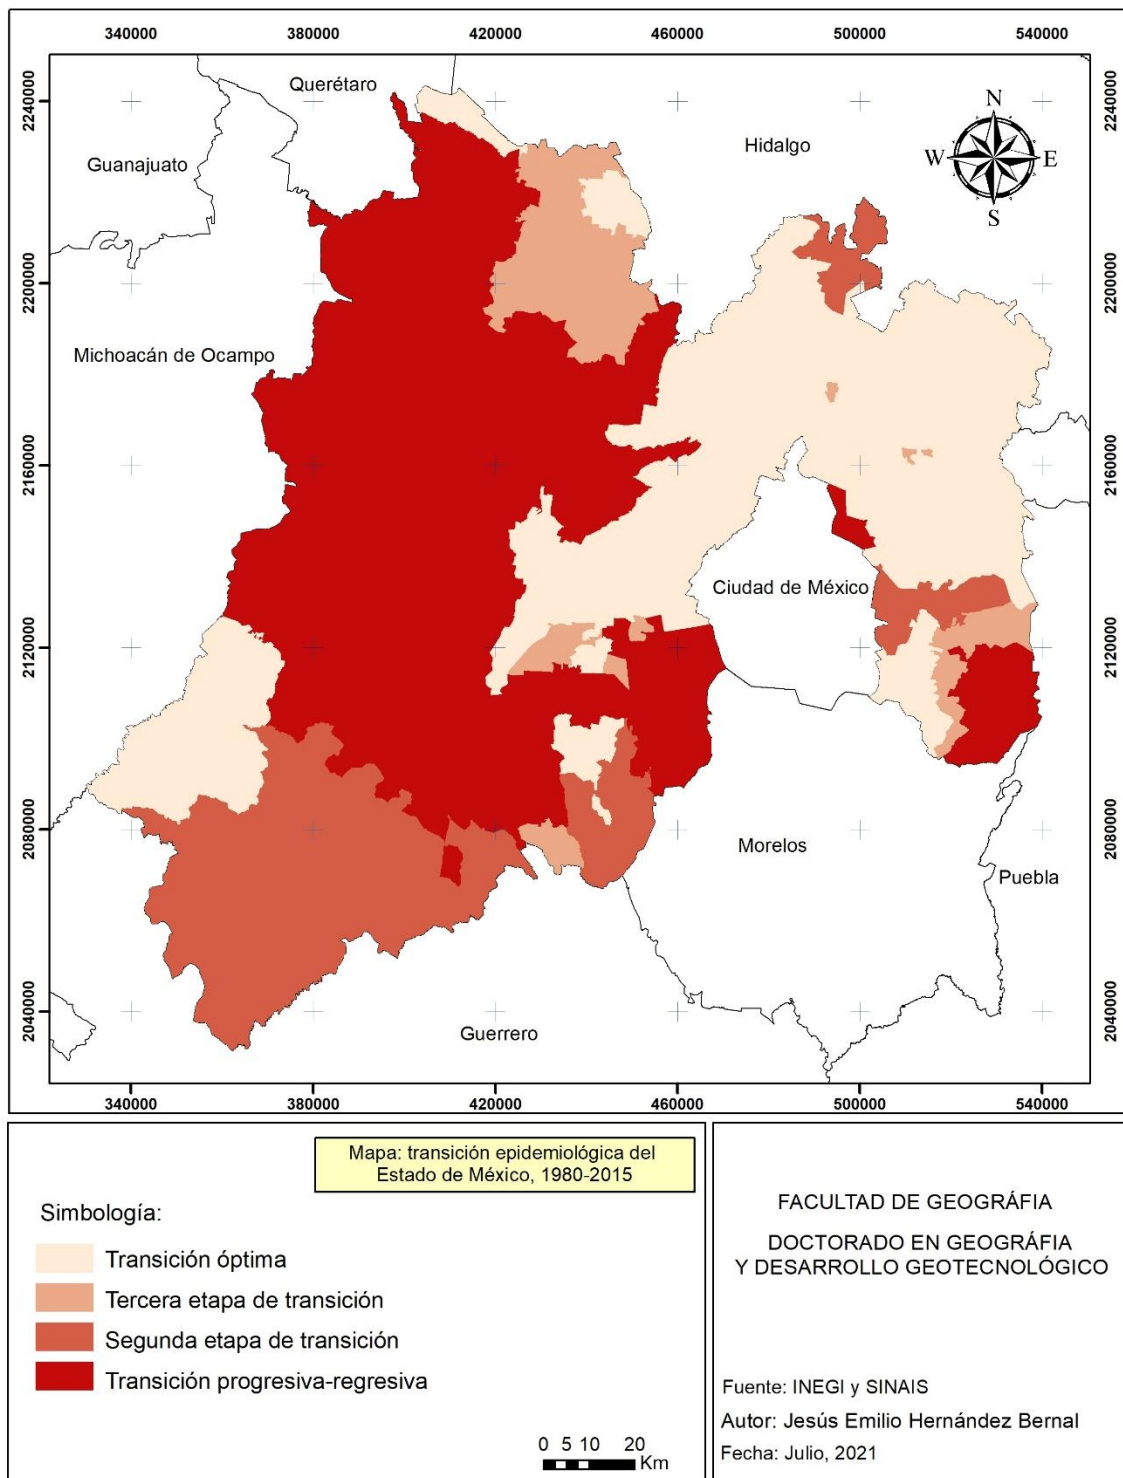 340000 380000 420000 460000 500000 540000
2240000 2240000
2200000 2200000
2160000 2160000
2120000 2120000
2080000 2080000
2040000 2040000
Querétaro
Guanajuato
Hidalgo
N
W E
S
Michoacán de Ocampo
Ciudad de México
Morelos
Puebla
Guerrero
340000 380000 420000 460000 500000 540000
Mapa: transición epidemiológica del
Estado de México, 1980-2015
Simbología:
Transición óptima
Tercera etapa de transición
Segunda etapa de transición
Transición progresiva-regresiva
0 5 10 20
Km
FACULTAD DE GEOGRÁFIA
DOCTORADO EN GEOGRÁFIA
Y DESARROLLO GEOTECNOLÓGICO
Fuente: INEGI y SINAIS
Autor: Jesús Emilio Hernández Bernal
Fecha: Julio, 2021